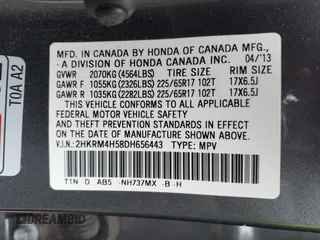 MFD. IN CANADA BY HONDA OF CANADA MFG.,
- A DIVISION OF HONDA CANADA INC. 04/'13
GVWR 2070KG (4564LBS) TIRE SIZE RIM SIZE
GAWR F 1055KG (2326LBS) 225/65R17 102T 17X6.5J
GAWR R 1035KG (2282LBS) 225/65R17 102T 17X6.5J
THIS VEHICLE CONFORMS TO ALL APPLICABLE
FEDERAL MOTOR VEHICLE SAFETY AND THEFT
PREVENTION STANDARDS IN EFFECT ON THE DATE OF
MANUFACTURE SHOWN ABOVE.
V.I.N.: 2HKRM4H58DH656443 TYPE: MPV
T1N D AB5 NH737MX B H
T0A A2
DREAMBID